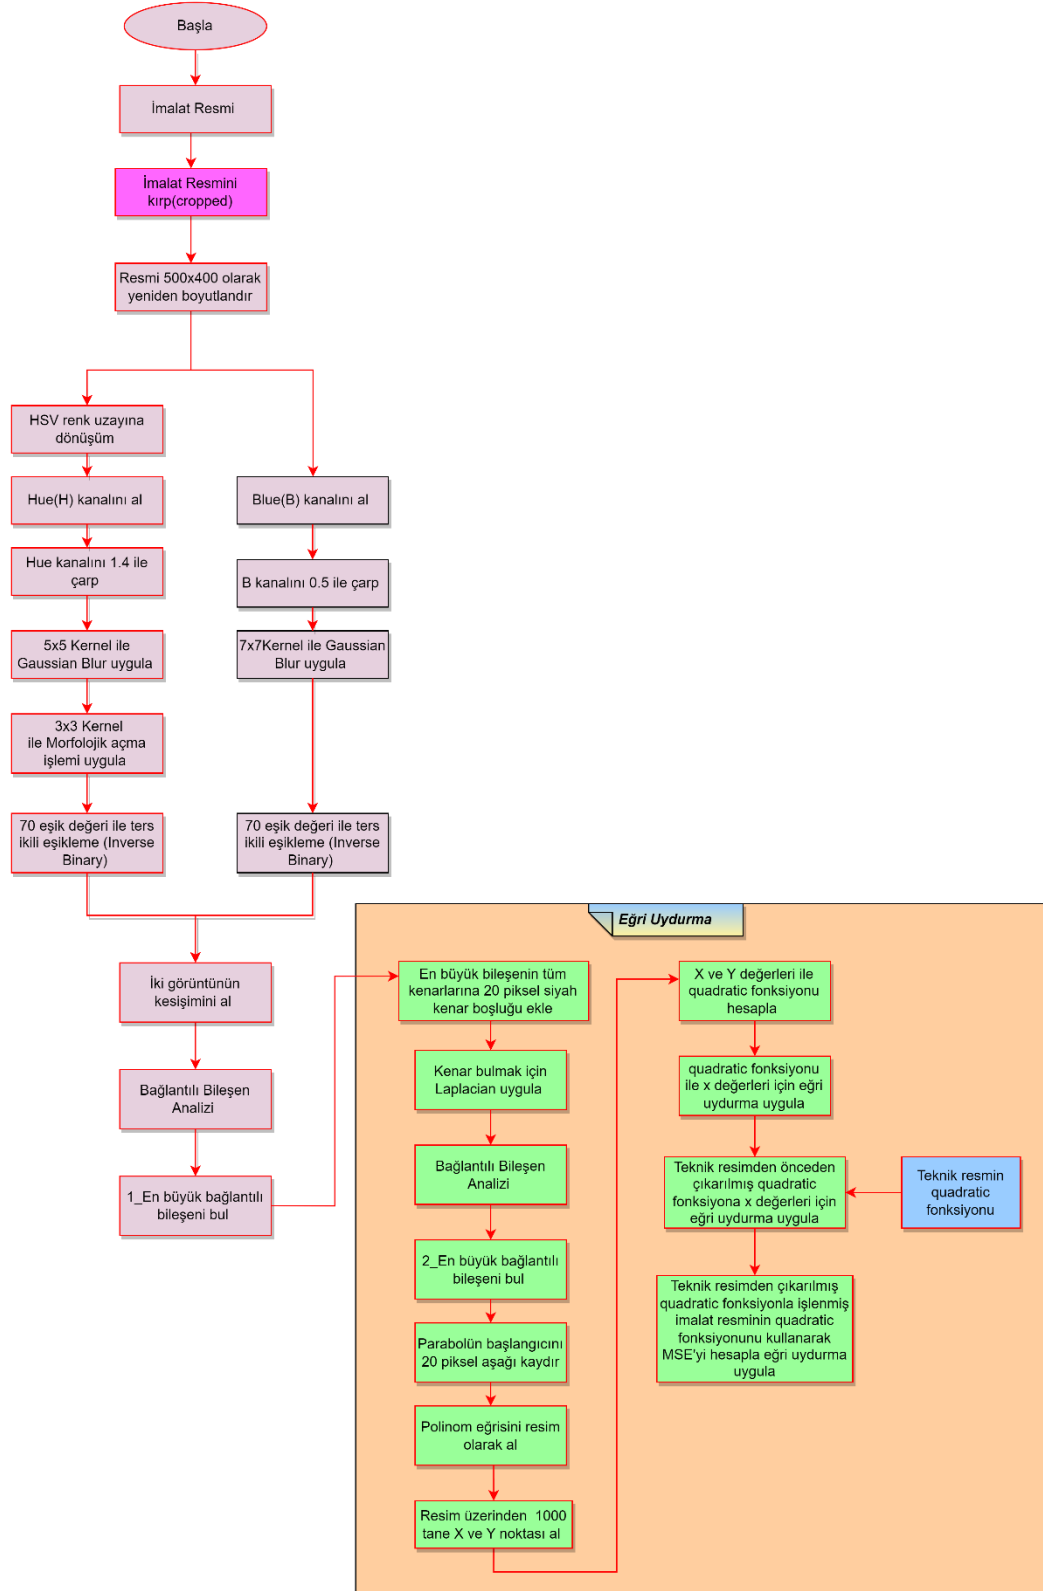 Başla
İmalat Resmi
İmalat Resmini
kırp(cropped)
Resmi 500x400 olarak
yeniden boyutlandır
HSV renk uzayına
dönüşüm
Hue(H) kanalını al
Hue kanalını 1.4 ile
çarp
5x5 Kernel ile
Gaussian Blur uygula
3x3 Kernel
ile Morfolojik açma
işlemi uygula
70 eşik değeri ile ters
ikili eşikleme (Inverse
Binary)
Blue(B) kanalını al
B kanalını 0.5 ile çarp
7x7Kernel ile Gaussian
Blur uygula
70 eşik değeri ile ters
ikili eşikleme (Inverse
Binary)
İki görüntünün
kesişimini al
Bağlantılı Bileşen
Analizi
1_En büyük bağlantılı
bileşeni bul
Eğri Uydurma
En büyük bileşenin tüm
kenarlarına 20 piksel siyah
kenar boşluğu ekle
Kenar bulmak için
Laplacian uygula
Bağlantılı Bileşen
Analizi
2_En büyük bağlantılı
bileşeni bul
Parabolün başlangıcını
20 piksel aşağı kaydır
Polinom eğrisini resim
olarak al
Resim üzerinden 1000
tane X ve Y noktası al
X ve Y değerleri ile
quadratic fonksiyonu
hesapla
quadratic fonksiyonu
ile x değerleri için eğri
uydurma uygula
Teknik resimden önceden
çıkarılmış quadratic
fonksiyona x değerleri için
eğri uydurma uygula
Teknik resmin
quadratic
fonksiyonu
Teknik resimden çıkarılmış
quadratic fonksiyonla işlenmiş
imalat resminin quadratic
fonksiyonunu kullanarak
MSE'yi hesapla eğri uydurma
uygula